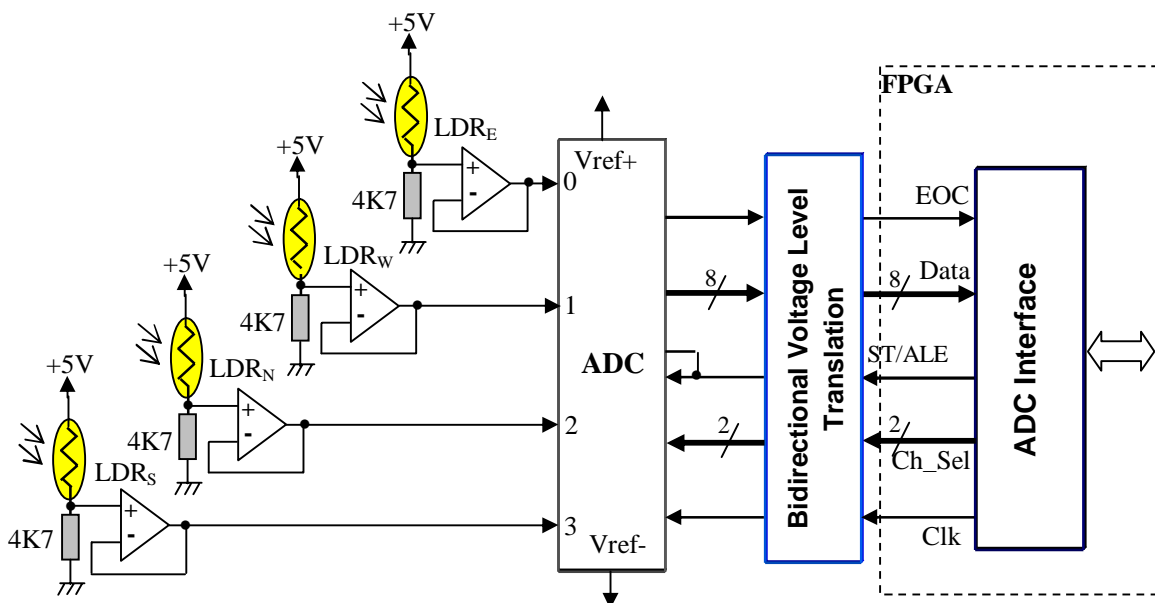 +5V
FPGA
LDRE
+5V
Vref+
+
-
4K7
0
EOC
LDRW
+5V
+
-
4K7
1
8
8
Data
Bidirectional Voltage Level
Translation
ADC Interface
LDRN
+5V
ADC
ST/ALE
+
-
4K7
2
2
2
Ch_Sel
LDRS
+
-
4K7
3
Vref-
Clk